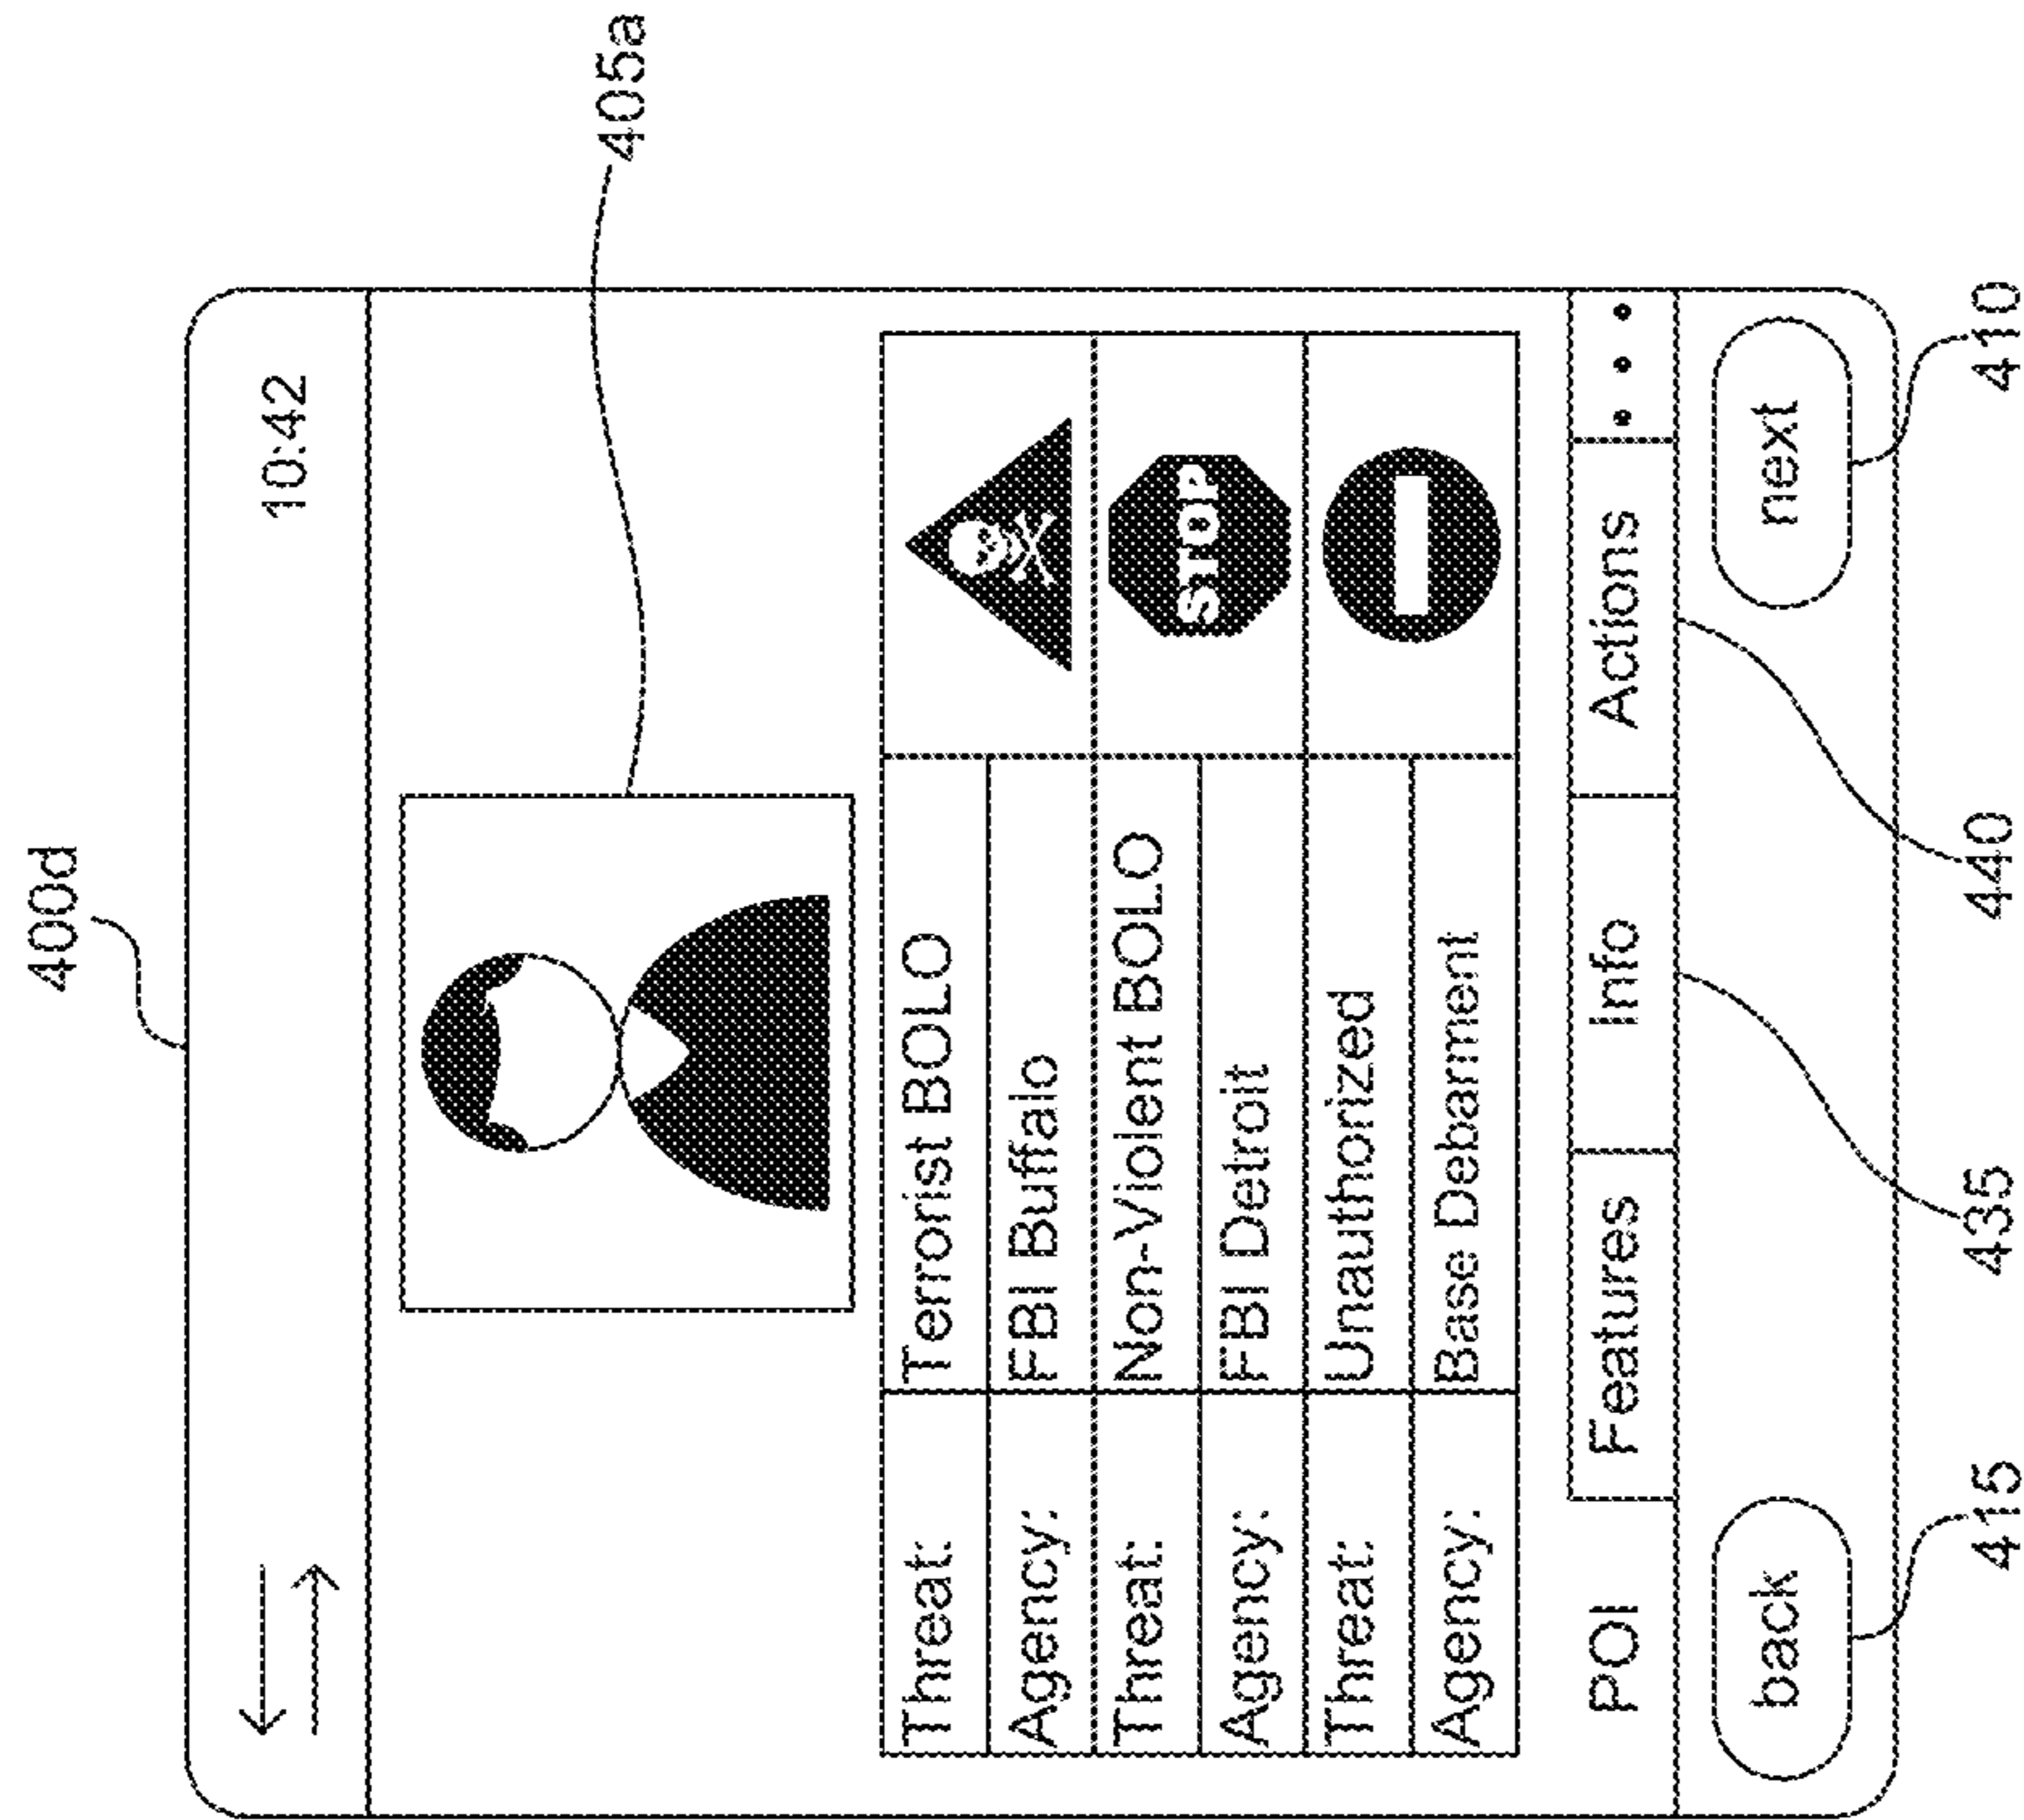 400d
10:42
405a
Threat: Terrorist BOLO
Agency: FBI Buffalo
Threat: Non-Violent BOLO
STOP
Agency: FBI Detroit
Threat: Unauthorized
Agency: Base Debarment
POI Features Info Actions
back next
415 435 440 410